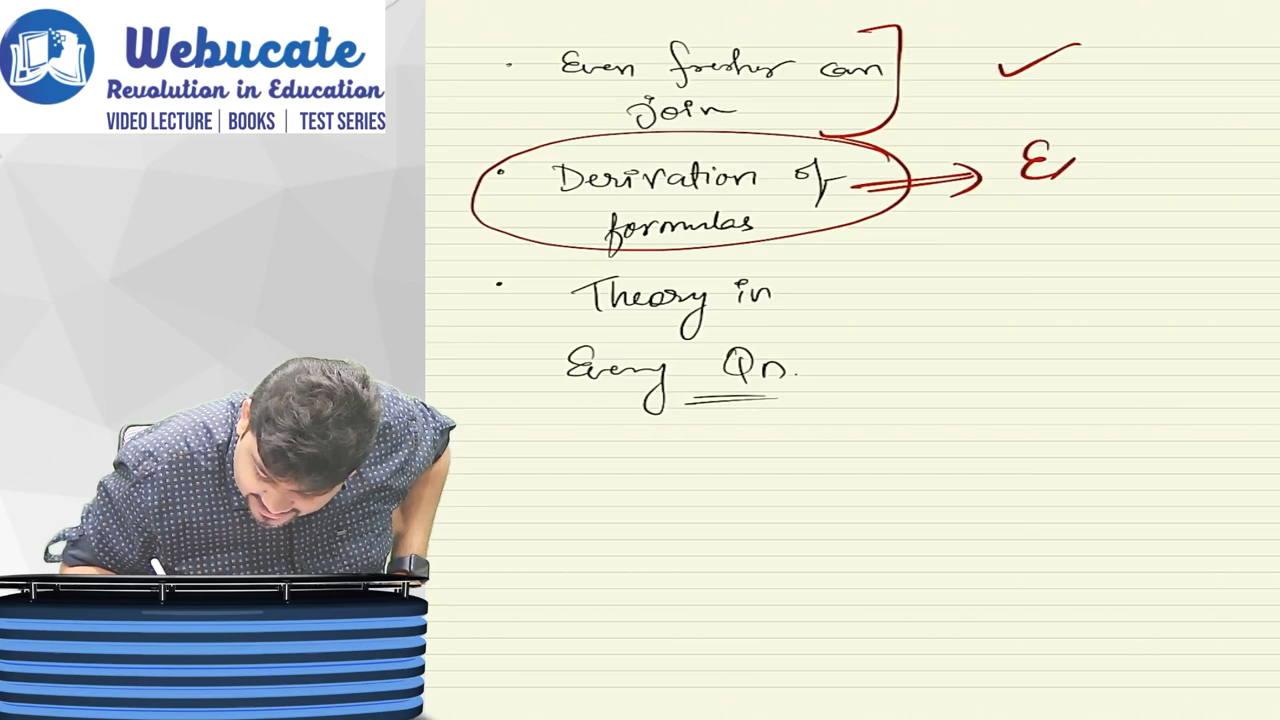 Webucate
Revolution in Education
VIDEO LECTURE | BOOKS | TEST SERIES
Even fresher can
join
Derivation of
formulas
Theory in
Every Qn.